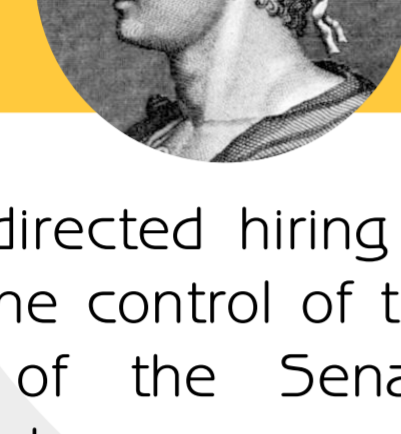 directed hiring
he control of t
of the Sena